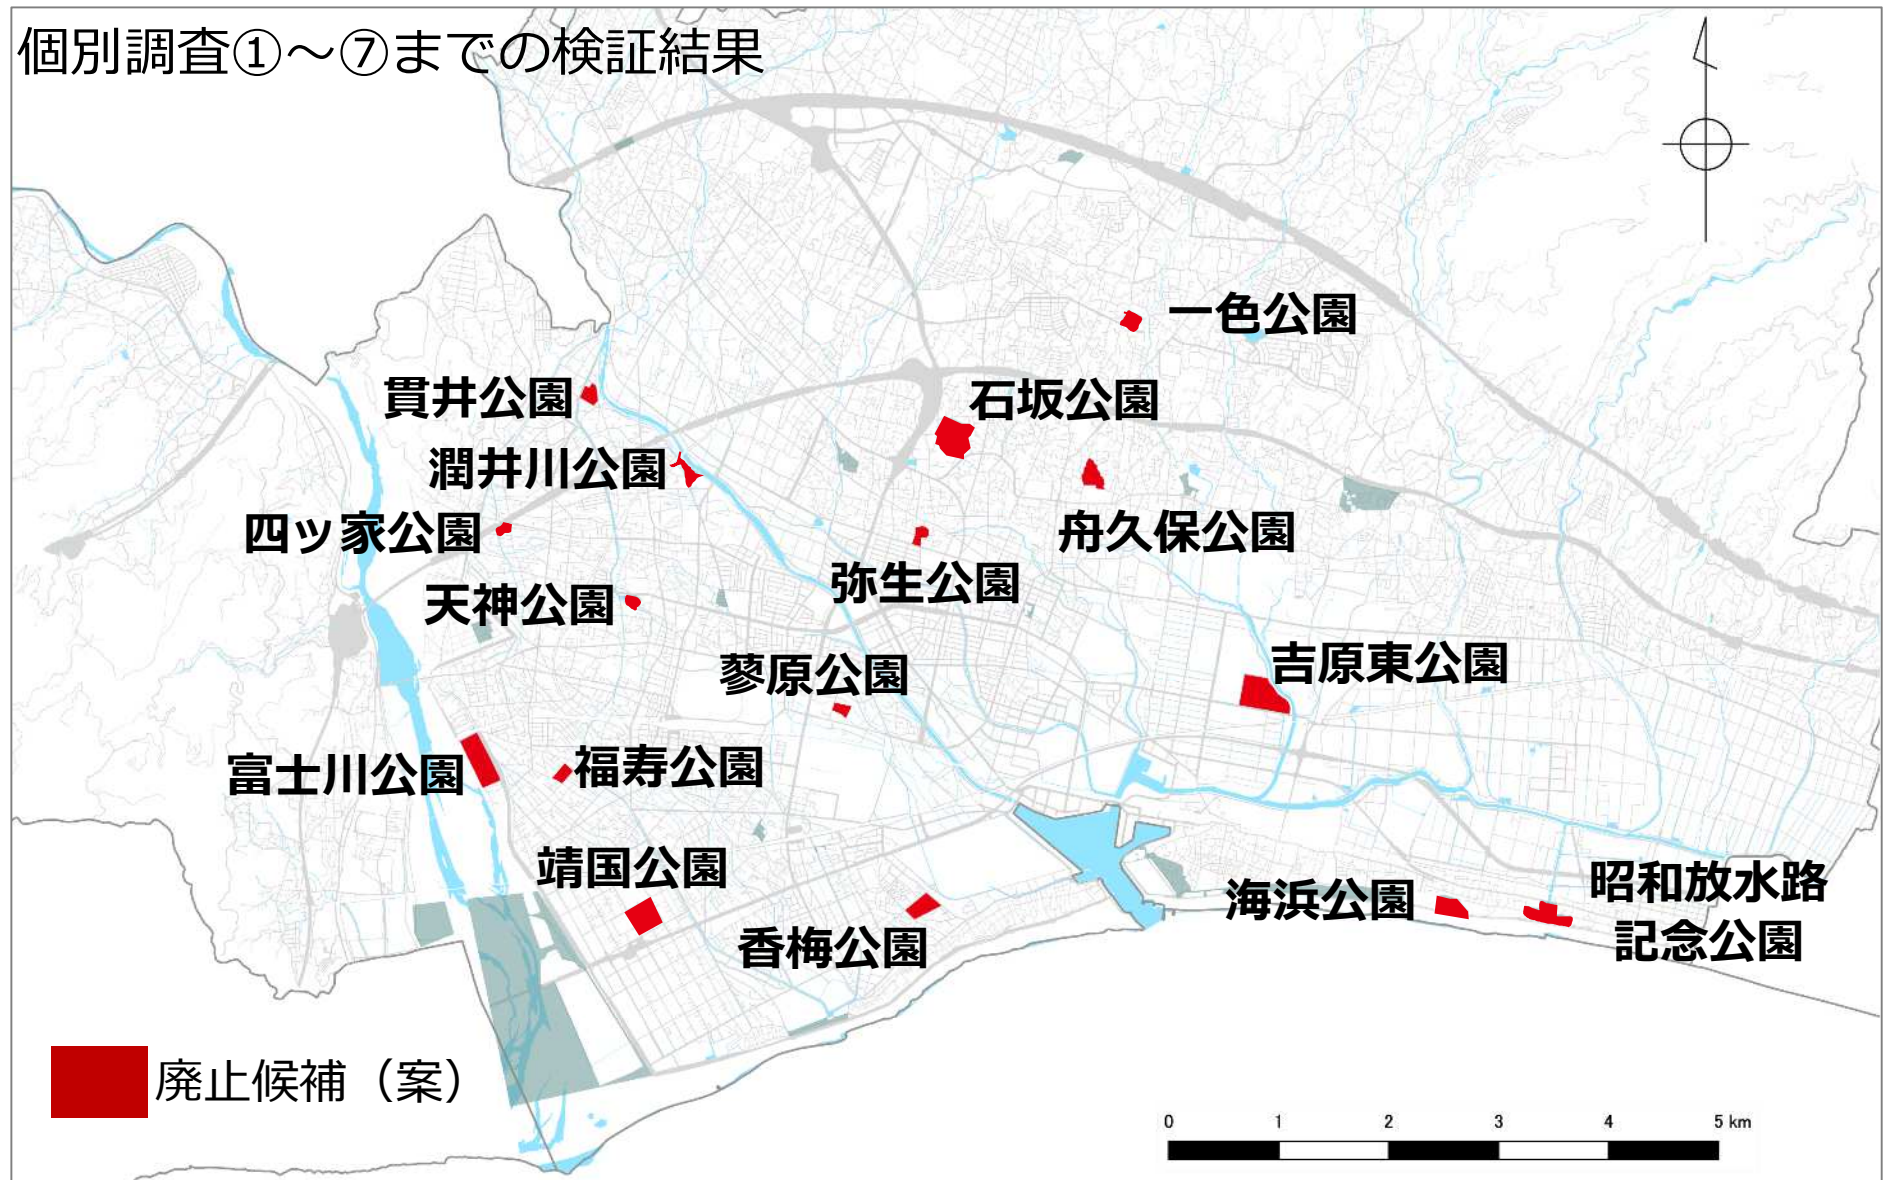 個別調査①～⑦までの検証結果
一色公園
貫井公園
石坂公園
潤井川公園
四ッ家公園
舟久保公園
弥生公園
天神公園
蓼原公園
吉原東公園
富士川公園
福寿公園
靖国公園
香梅公園
海浜公園
昭和放水路
記念公園
廃止候補（案）
0 1 2 3 4 5 km